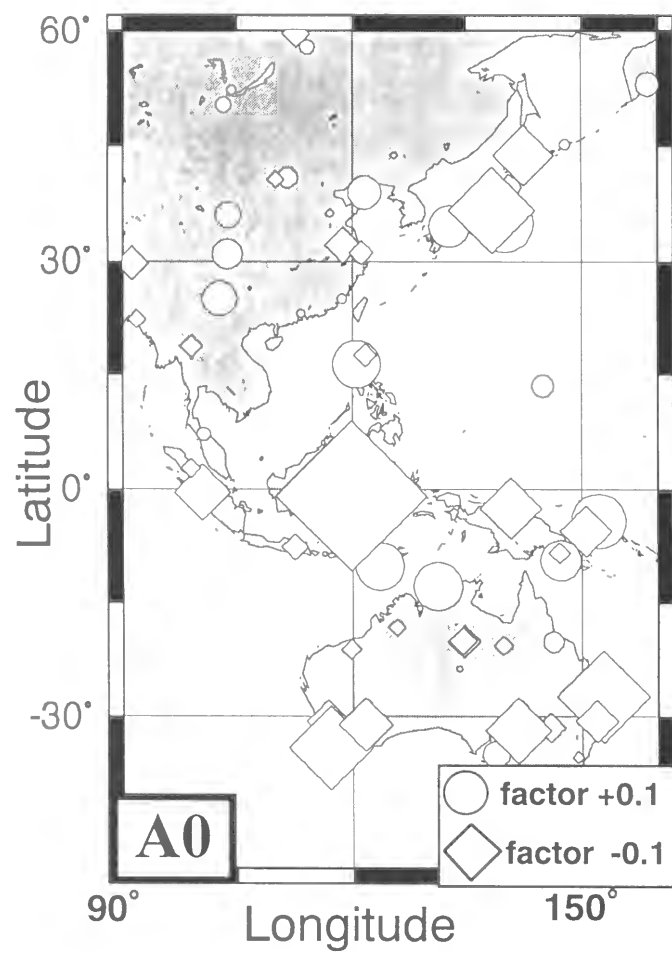 60°
30°
0°
-30°
Latitude
factor +0.1
factor -0.1
A0
90°
150°
Longitude